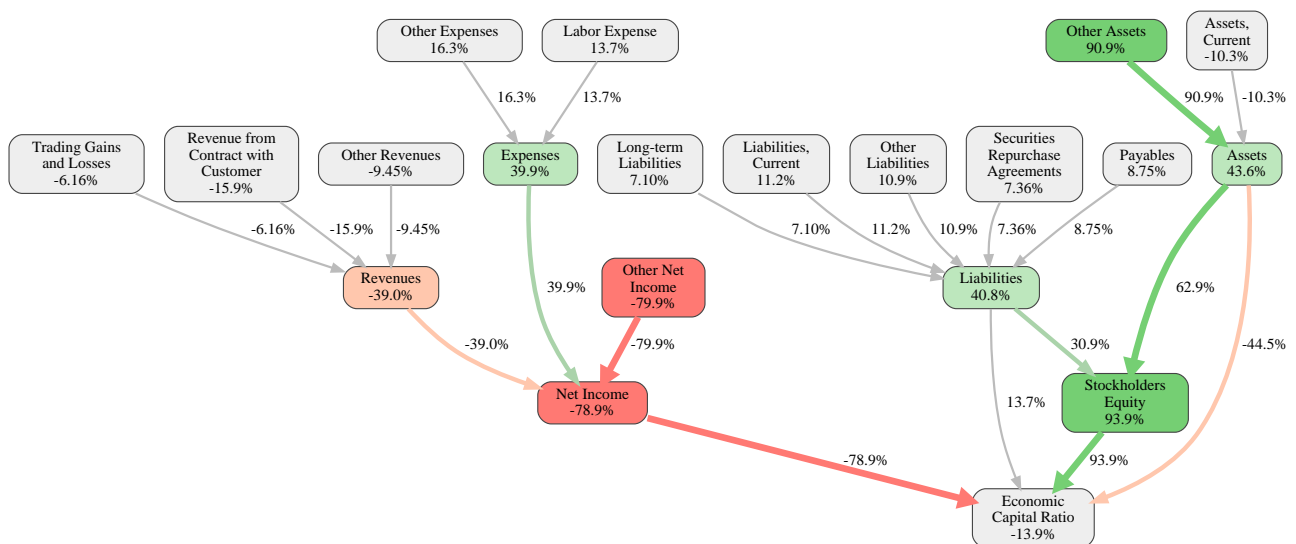 Other Expenses
16.3%
Labor Expense
13.7%
Other Assets
90.9%
Assets,
Current
-10.3%
16.3%
13.7%
90.9%
-10.3%
Trading Gains
and Losses
-6.16%
Revenue from
Contract with
Customer
-15.9%
Other Revenues
-9.45%
Expenses
39.9%
Long-term
Liabilities
7.10%
Liabilities,
Current
11.2%
Other
Liabilities
10.9%
Securities
Repurchase
Agreements
7.36%
Payables
8.75%
Assets
43.6%
-6.16%
-15.9%
-9.45%
7.10%
11.2%
10.9%
7.36%
8.75%
Revenues
-39.0%
39.9%
Other Net
Income
-79.9%
Liabilities
40.8%
62.9%
-39.0%
-79.9%
30.9%
-44.5%
Net Income
-78.9%
13.7%
Stockholders
Equity
93.9%
-78.9%
93.9%
Economic
Capital Ratio
-13.9%